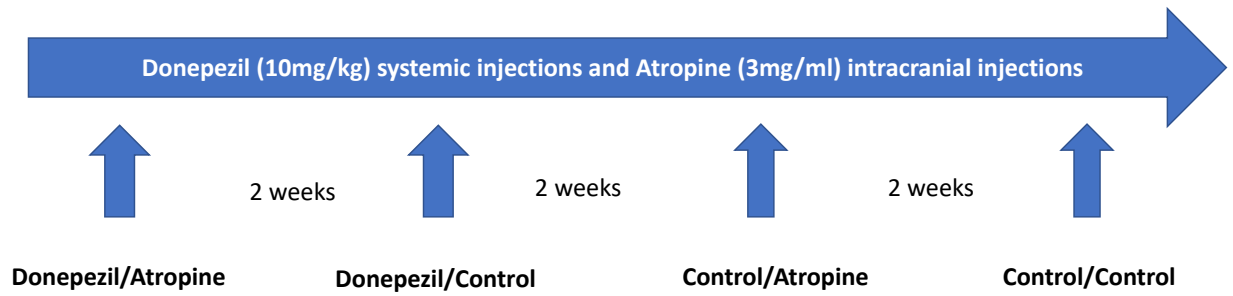 Donepezil (10mg/kg) systemic injections and Atropine (3mg/ml) intracranial injections
2 weeks
2 weeks
2 weeks
Donepezil/Atropine
Donepezil/Control
Control/Atropine
Control/Control